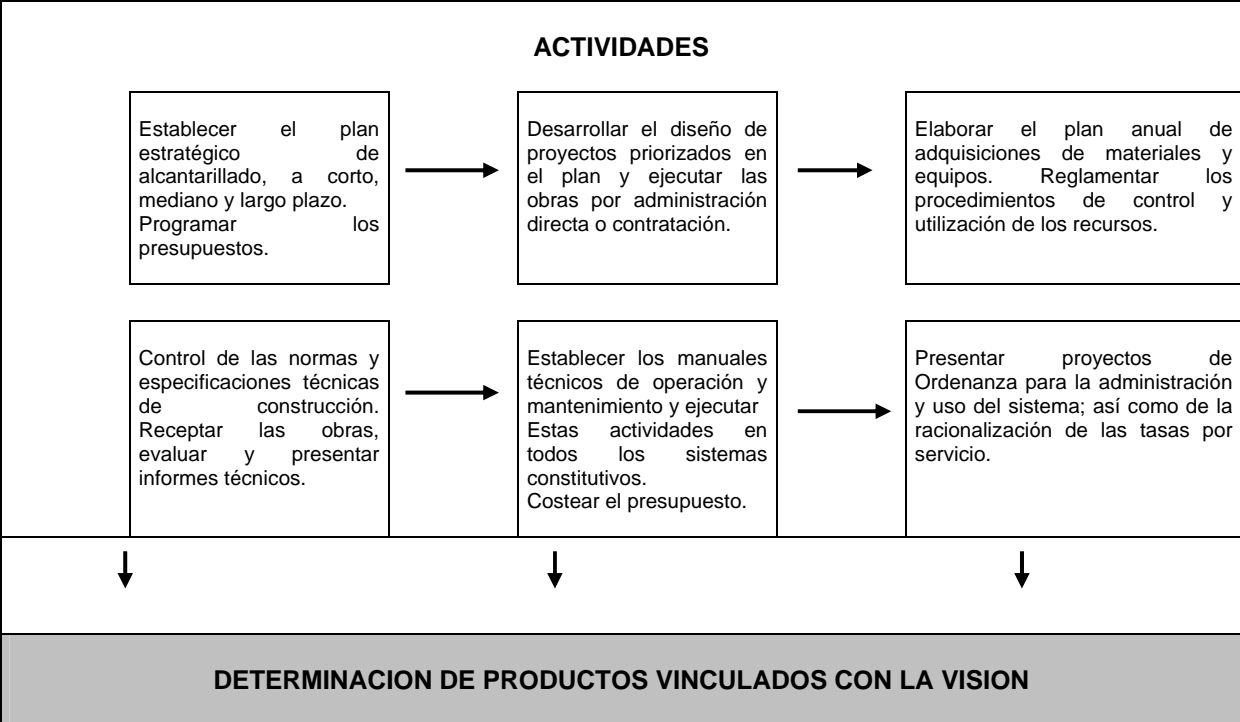 ACTIVIDADES
Establecer el plan
estratégico de
alcantarillado, a corto,
mediano y largo plazo.
Programar los
presupuestos.
Desarrollar el diseño de
proyectos priorizados en
el plan y ejecutar las
obras por administración
directa o contratación.
Elaborar el plan anual de
adquisiciones de materiales y
equipos. Reglamentar los
procedimientos de control y
utilización de los recursos.
Control de las normas y
especificaciones técnicas
de construcción.
Receptar las obras,
evaluar y presentar
informes técnicos.
Establecer los manuales
técnicos de operación y
mantenimiento y ejecutar
Estas actividades en
todos los sistemas
constitutivos.
Costear el presupuesto.
Presentar proyectos de
Ordenanza para la administración
y uso del sistema; así como de la
racionalización de las tasas por
servicio.
DETERMINACION DE PRODUCTOS VINCULADOS CON LA VISION